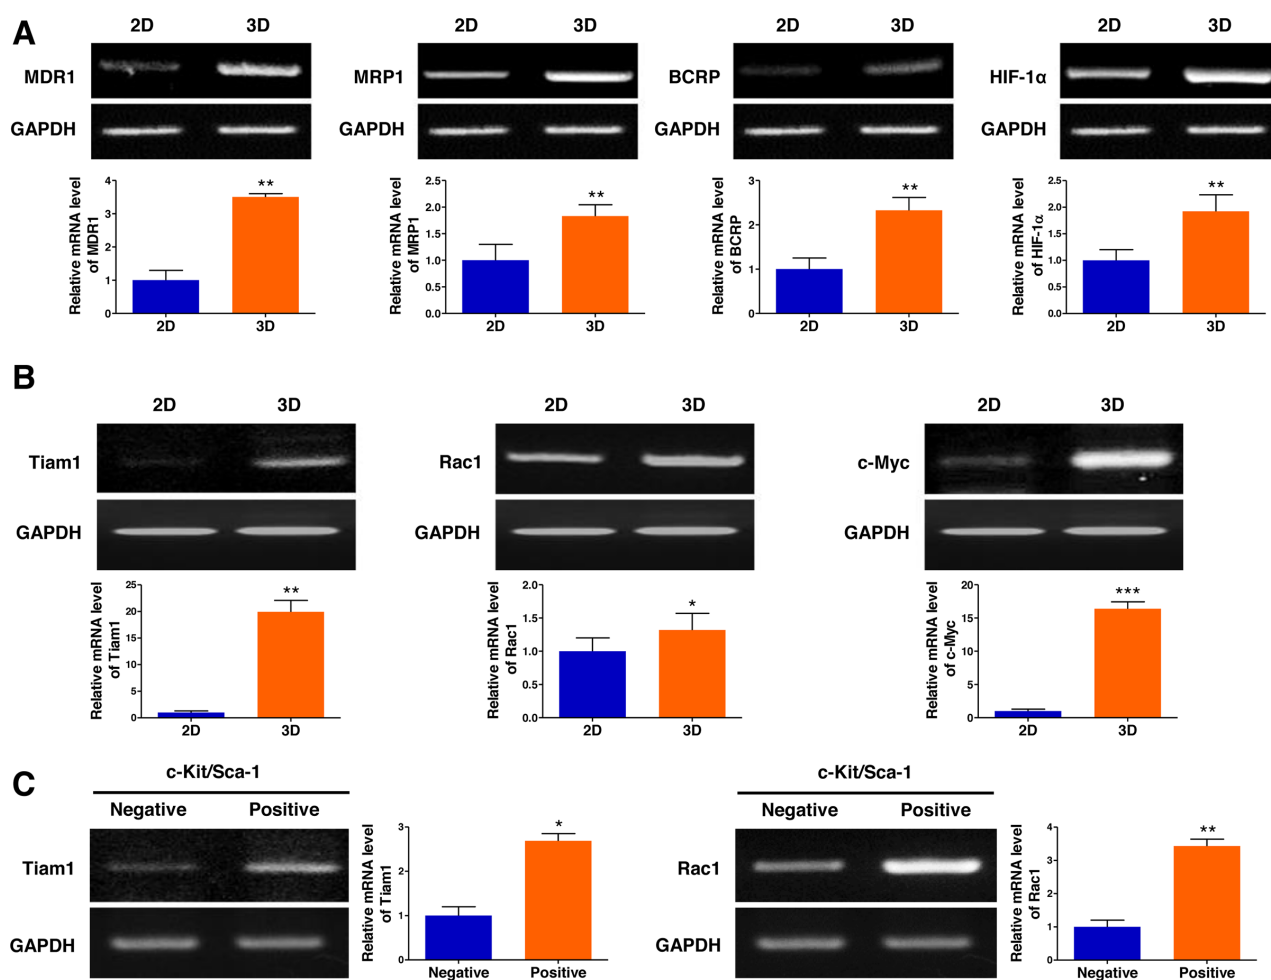 A
2D 3D
MDR1
GAPDH
Relative mRNA level
of MDR1
4
3
2
1
0
**
2D 3D
2D 3D
MRP1
GAPDH
Relative mRNA level
of MRP1
2.5
2.0
1.5
1.0
0.5
0.0
**
2D 3D
2D 3D
BCRP
GAPDH
Relative mRNA level
of BCRP
3
2
1
0
**
2D 3D
2D 3D
HIF-1α
GAPDH
Relative mRNA level
of HIF-1α
2.5
2.0
1.5
1.0
0.5
0.0
**
2D 3D
B
2D 3D
Tiam1
GAPDH
Relative mRNA level
of Tiam1
25
20
15
10
5
0
**
2D 3D
2D 3D
Rac1
GAPDH
Relative mRNA level
of Rac1
2.0
1.5
1.0
0.5
0.0
*
2D 3D
2D 3D
c-Myc
GAPDH
Relative mRNA level
of c-Myc
20
15
10
5
0
***
2D 3D
C
c-Kit/Sca-1
Negative Positive
Tiam1
GAPDH
Relative mRNA level
of Tiam1
3
2
1
0
*
Negative Positive
c-Kit/Sca-1
Negative Positive
Rac1
GAPDH
Relative mRNA level
of Rac1
4
3
2
1
0
**
Negative Positive